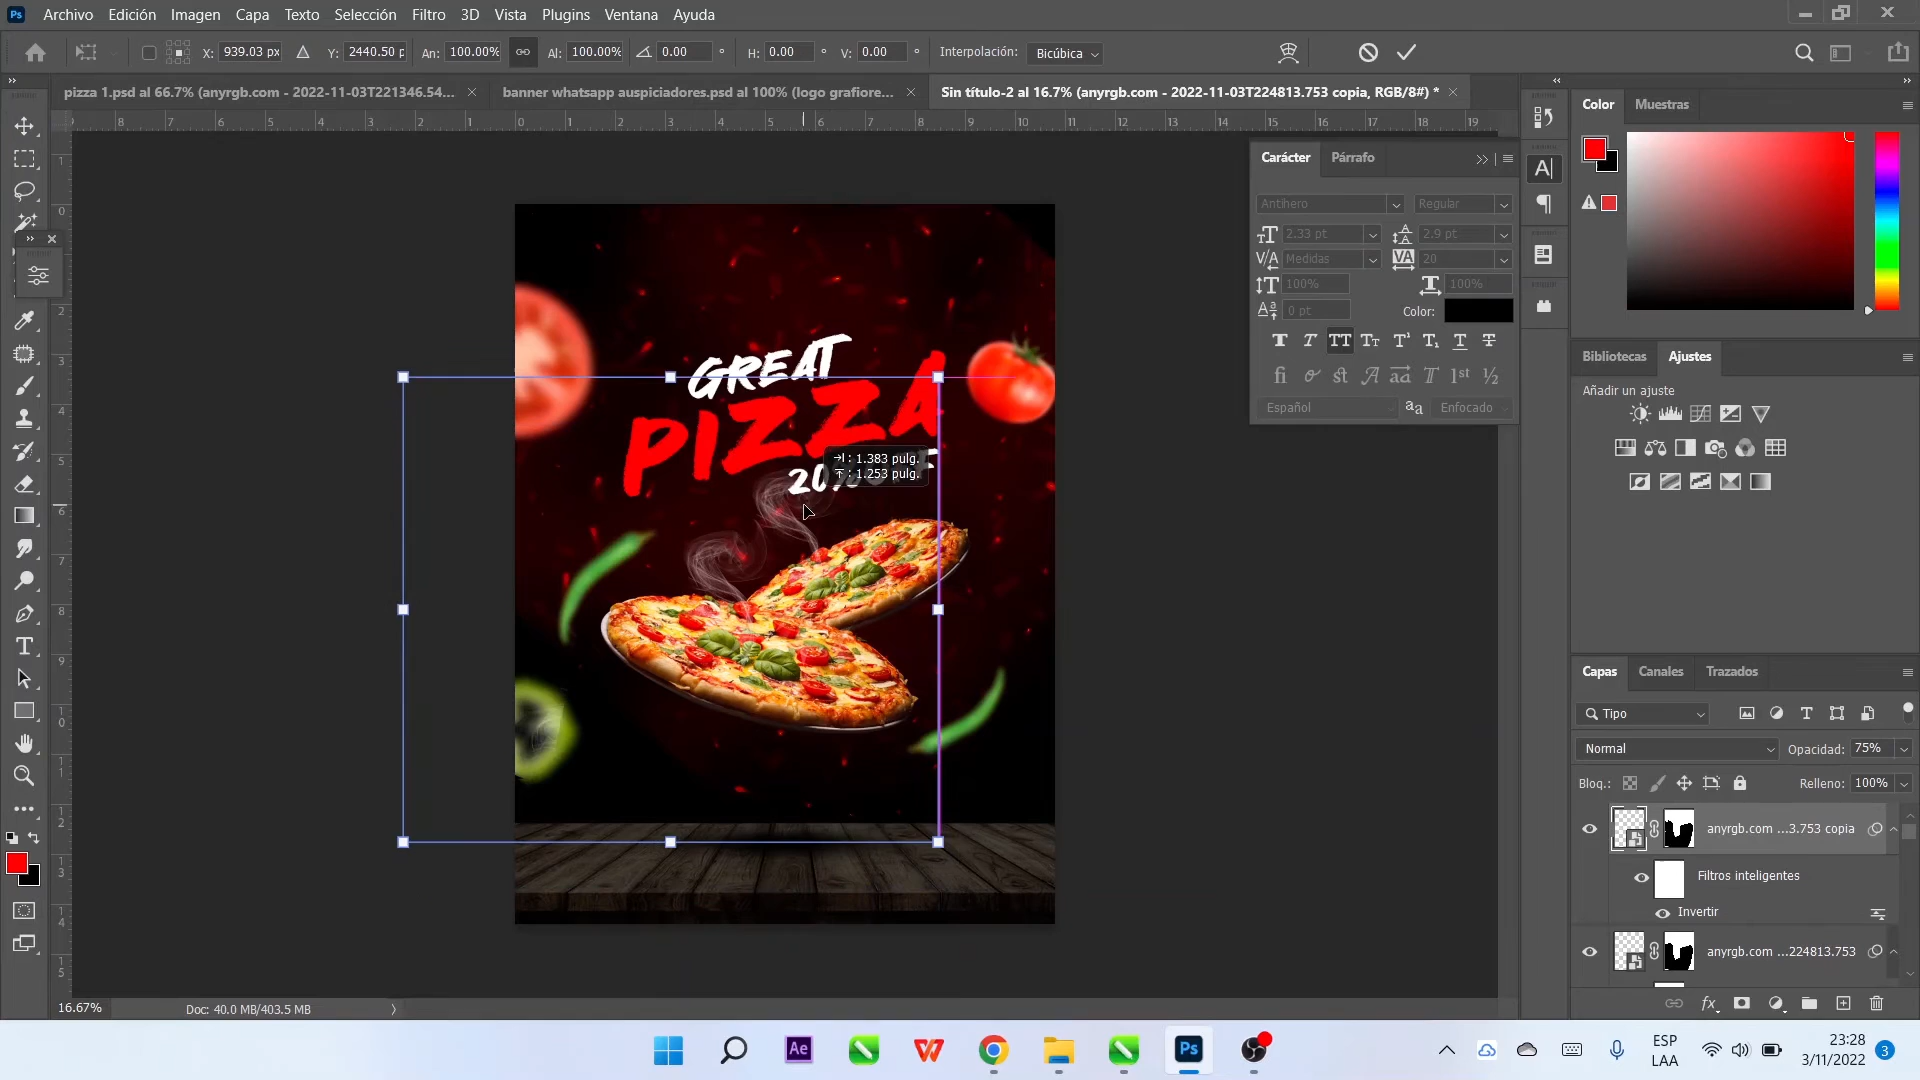 Ps Archivo Edición Imagen Capa Texto Selección Filtro 3D Vista Plugins Ventana Ayuda
X: 939.03 px Y: 2440.50 p An: 100.00% Al: 100.00% 0.00 ° H: 0.00 ° V: 0.00 ° Interpolación: Bicúbica
pizza 1.psd al 66.7% (anyrgb.com - 2022-11-03T221346.54...
banner whatsapp auspiciadores.psd al 100% (logo grafiore...
Sin título-2 al 16.7% (anyrgb.com - 2022-11-03T224813.753 copia, RGB/8#) *
Color Muestras
Carácter Párrafo
Antihero Regular
2.33 pt 2.9 pt
Medidas 20
100% 100%
0 pt Color:
Español Enfocado
GREAT
PIZZA
20%
: 1.383 pulg.
: 1.253 pulg.
Bibliotecas Ajustes
Añadir un ajuste
Capas Canales Trazados
Tipo
Normal Opacidad: 75%
Bloq.: Relleno: 100%
anyrgb.com ...3.753 copia
Filtros inteligentes
Invertir
anyrgb.com ...224813.753
16.67% Doc: 40.0 MB/403.5 MB
Ae Ps
ESP
LAA
23:28
3/11/2022
3